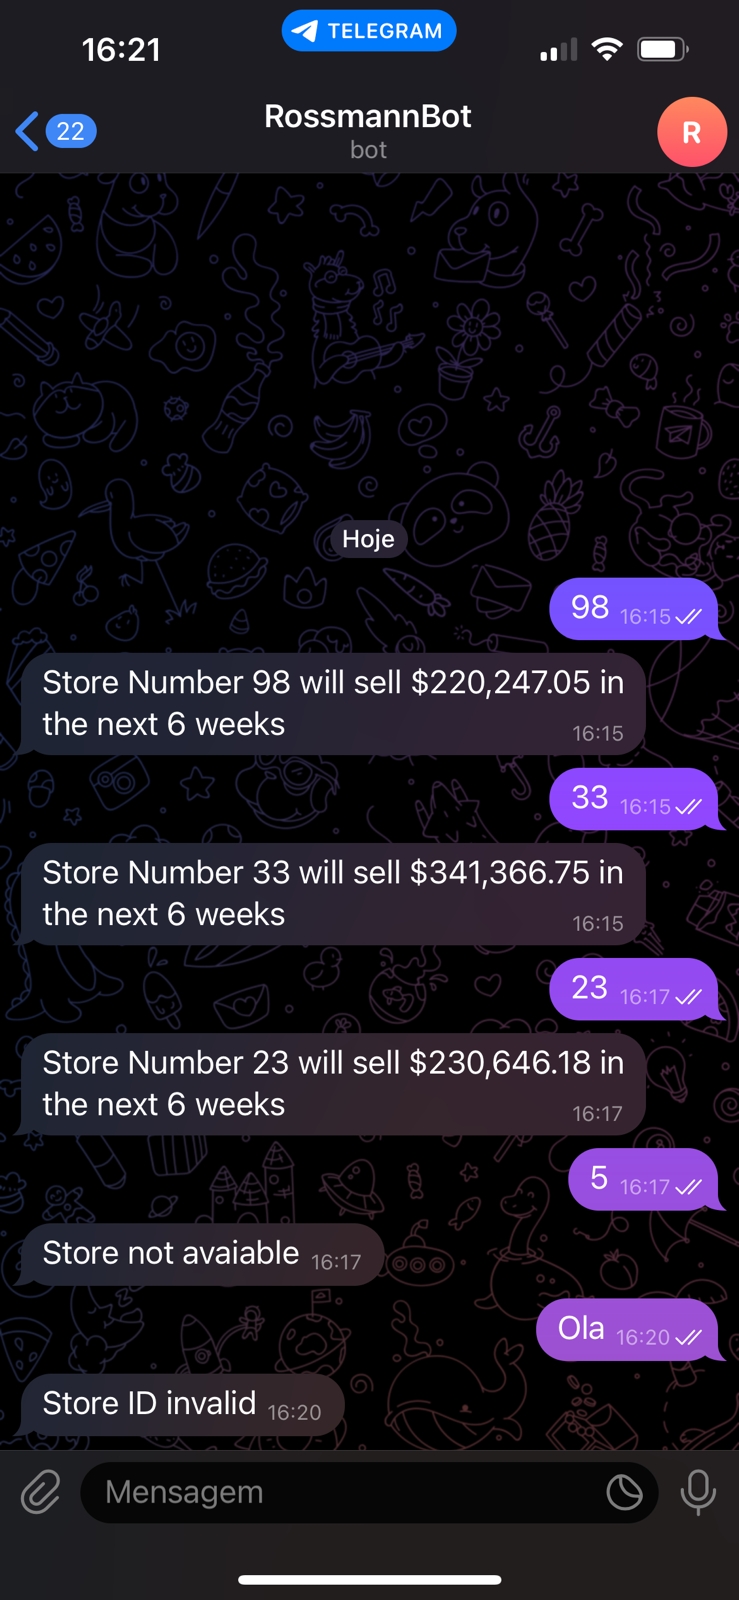 16:21
TELEGRAM
22
RossmannBot
bot
R
Hoje
98 16:15
Store Number 98 will sell $220,247.05 in
the next 6 weeks
16:15
33 16:15
Store Number 33 will sell $341,366.75 in
the next 6 weeks
16:15
23 16:17
Store Number 23 will sell $230,646.18 in
the next 6 weeks
16:17
5 16:17
Store not avaiable 16:17
Ola 16:20
Store ID invalid 16:20
Mensagem